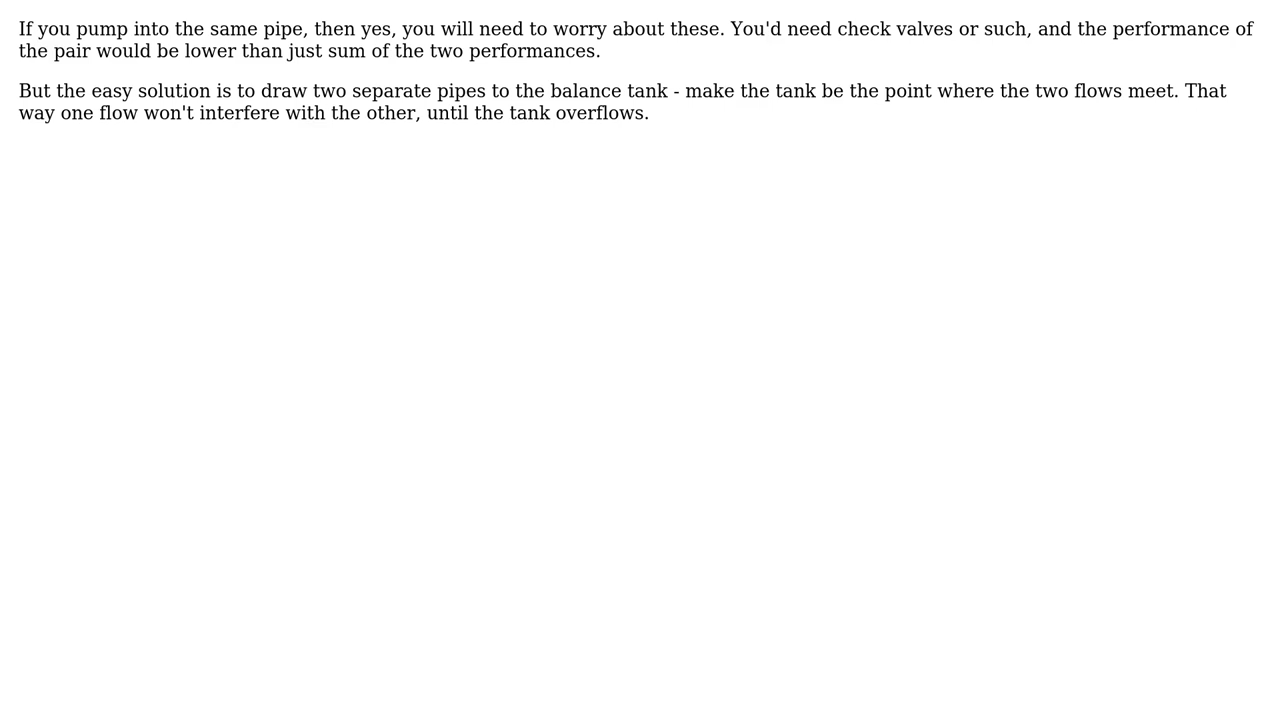 If you pump into the same pipe, then yes, you will need to worry about these. You'd need check valves or such, and the performance of
the pair would be lower than just sum of the two performances.
But the easy solution is to draw two separate pipes to the balance tank - make the tank be the point where the two flows meet. That
way one flow won't interfere with the other, until the tank overflows.